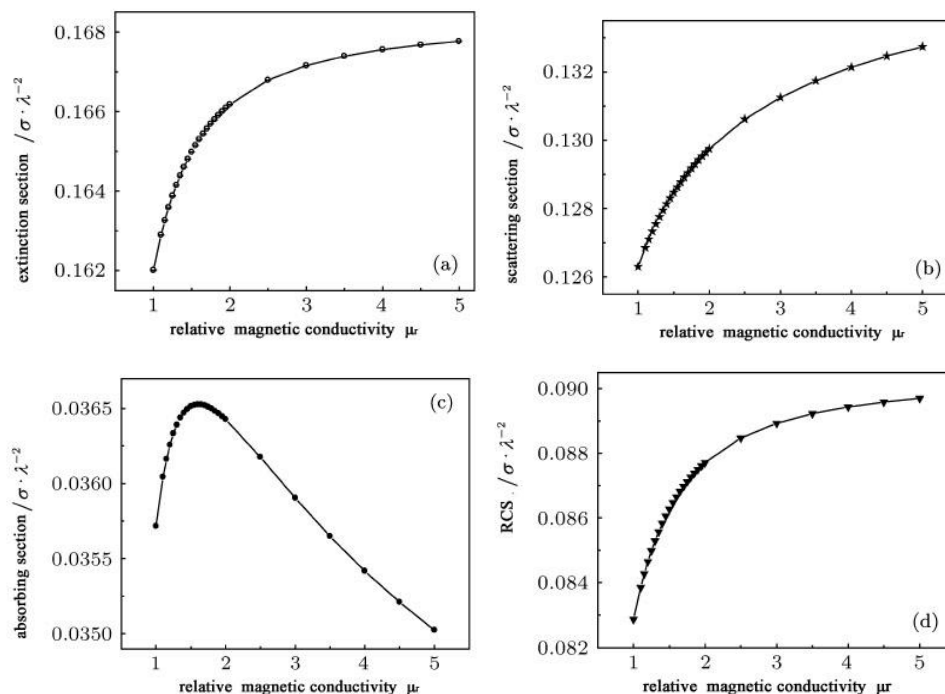 0.168
0.166
0.164
0.162
extinction section /σ·λ⁻²
(a)
1 2 3 4 5
relative magnetic conductivity μr
0.132
0.130
0.128
0.126
scattering section /σ·λ⁻²
(b)
1 2 3 4 5
relative magnetic conductivity μr
0.0365
0.0360
0.0355
0.0350
absorbing section/σ·λ⁻²
(c)
1 2 3 4 5
relative magnetic conductivity μr
0.090
0.088
0.086
0.084
0.082
RCS . /σ·λ⁻²
(d)
1 2 3 4 5
relative magnetic conductivity μr